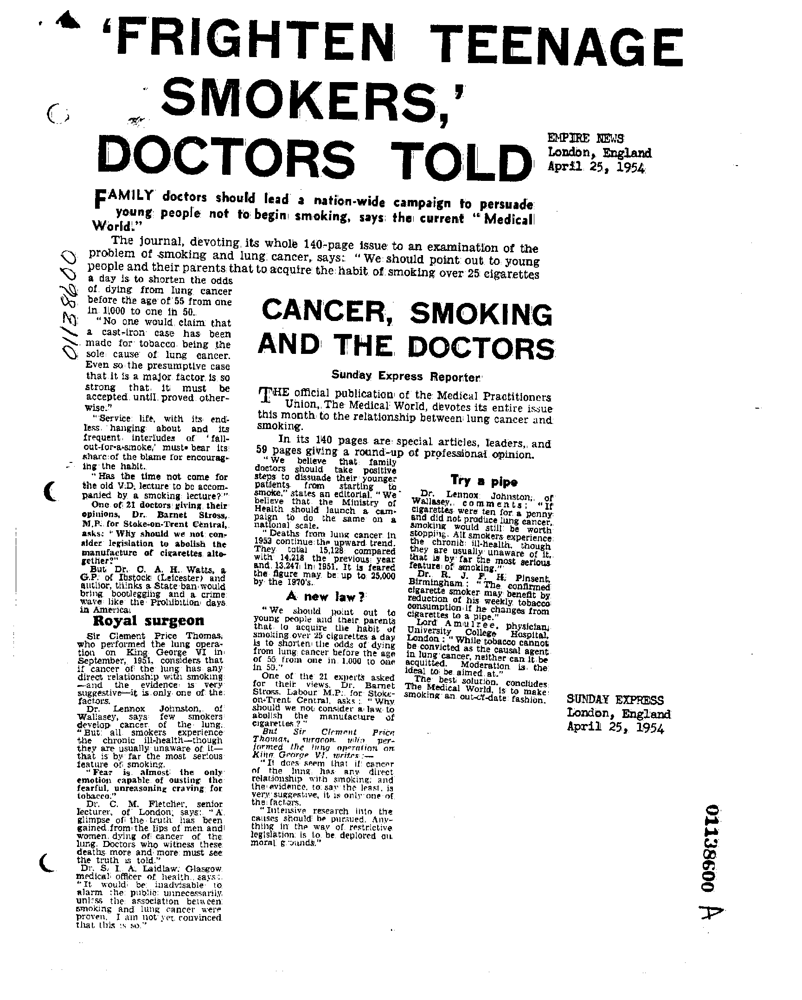 'FRIGHTEN TEENAGE
SMOKERS,'
DOCTORS TOLD
EMPIRE NEWS
London, England
April 25, 1954
FAMILY doctors should lead a nation-wide campaign to persuade
young people not to begin smoking, says the current "Medical
World."
The journal, devoting its whole 140-page issue to an examination of the
problem of smoking and lung cancer, says: "We should point out to young
people and their parents that to acquire the habit of smoking over 25 cigarettes
a day is to shorten the odds
of dying from lung cancer
before the age of 55 from one
in 1,000 to one in 50.
"No one would claim that
a cast-iron case has been
made for tobacco being the
sole cause of lung cancer.
Even so the presumptive case
that it is a major factor is so
strong that it must be
accepted until proved other-
wise."
"Service life, with its end-
less hanging about and its
frequent interludes of 'fall-
out-for-a-smoke,' must bear its
share of the blame for encourag-
ing the habit.
"Has the time not come for
the old V.D. lecture to be accom-
panied by a smoking lecture?"
One of 21 doctors giving their
opinions, Dr. Barnet Stross,
M.P. for Stoke-on-Trent Central,
asks: "Why should we not con-
sider legislation to abolish the
manufacture of cigarettes alto-
gether?"
But Dr. C. A. H. Watts, a
G.P. of Ibstock (Leicester) and
author, thinks a State ban would
bring bootlegging and a crime
wave like the Prohibition days
in America.
Royal surgeon
Sir Clement Price Thomas,
who performed the lung opera-
tion on King George VI in
September, 1951, considers that
if cancer of the lung has any
direct relationship with smoking
—and the evidence is very
suggestive—it is only one of the
factors.
Dr. Lennox Johnston, of
Wallasey, says few smokers
develop cancer of the lung.
"But all smokers experience
the chronic ill-health—though
they are usually unaware of it—
that is by far the most serious
feature of smoking.
"Fear is almost the only
emotion capable of ousting the
fearful, unreasoning craving for
tobacco."
Dr. C. M. Fletcher, senior
lecturer, of London, says: "A
glimpse of the truth has been
gained from the lips of men and
women dying of cancer of the
lung. Doctors who witness these
deaths more and more must see
the truth is told."
Dr. S. I. A. Laidlaw, Glasgow
medical officer of health, says:
"It would be inadvisable to
alarm the public unnecessarily
unless the association between
smoking and lung cancer were
proven. I am not yet convinced
that this is so."
CANCER, SMOKING
AND THE DOCTORS
Sunday Express Reporter
THE official publication of the Medical Practitioners
Union, The Medical World, devotes its entire issue
this month to the relationship between lung cancer and
smoking.
In its 140 pages are special articles, leaders, and
59 pages giving a round-up of professional opinion.
"We believe that family
doctors should take positive
steps to dissuade their younger
patients from starting to
smoke," states an editorial. "We
believe that the Ministry of
Health should launch a cam-
paign to do the same on a
national scale.
"Deaths from lung cancer in
1953 continue the upward trend.
They total 15,128 compared
with 14,218 the previous year
and 13,247 in 1951. It is feared
the figure may be up to 25,000
by the 1970's.
A new law?
"We should point out to
young people and their parents
that to acquire the habit of
smoking over 25 cigarettes a day
is to shorten the odds of dying
from lung cancer before the age
of 55 from one in 1,000 to one
in 50."
One of the 21 experts asked
for their views, Dr. Barnet
Stross, Labour M.P. for Stoke-
on-Trent Central, asks: "Why
should we not consider a law to
abolish the manufacture of
cigarettes?"
But Sir Clement Price
Thomas, surgeon who per-
formed the lung operation on
King George VI, writes:—
"It does seem that if cancer
of the lung has any direct
relationship with smoking, and
the evidence, to say the least, is
very suggestive, it is only one of
the factors.
"Intensive research into the
causes should be pursued. Any-
thing in the way of restrictive
legislation is to be deplored on
moral grounds."
Try a pipe
Dr. Lennox Johnston, of
Wallasey, comments: "If
cigarettes were ten for a penny
and did not produce lung cancer,
smoking would still be worth
stopping. All smokers experience
the chronic ill-health, though
they are usually unaware of it,
that is by far the most serious
feature of smoking."
Dr. R. J. F. H. Pinsent,
Birmingham: "The confirmed
cigarette smoker may benefit by
reduction of his weekly tobacco
consumption if he changes from
cigarettes to a pipe."
Lord Amulree, physician,
University College Hospital,
London: "While tobacco cannot
be convicted as the causal agent
in lung cancer, neither can it be
acquitted. Moderation is the
ideal to be aimed at."
The best solution, concludes
The Medical World, is to make
smoking an out-of-date fashion.
SUNDAY EXPRESS
London, England
April 25, 1954
01138600 A